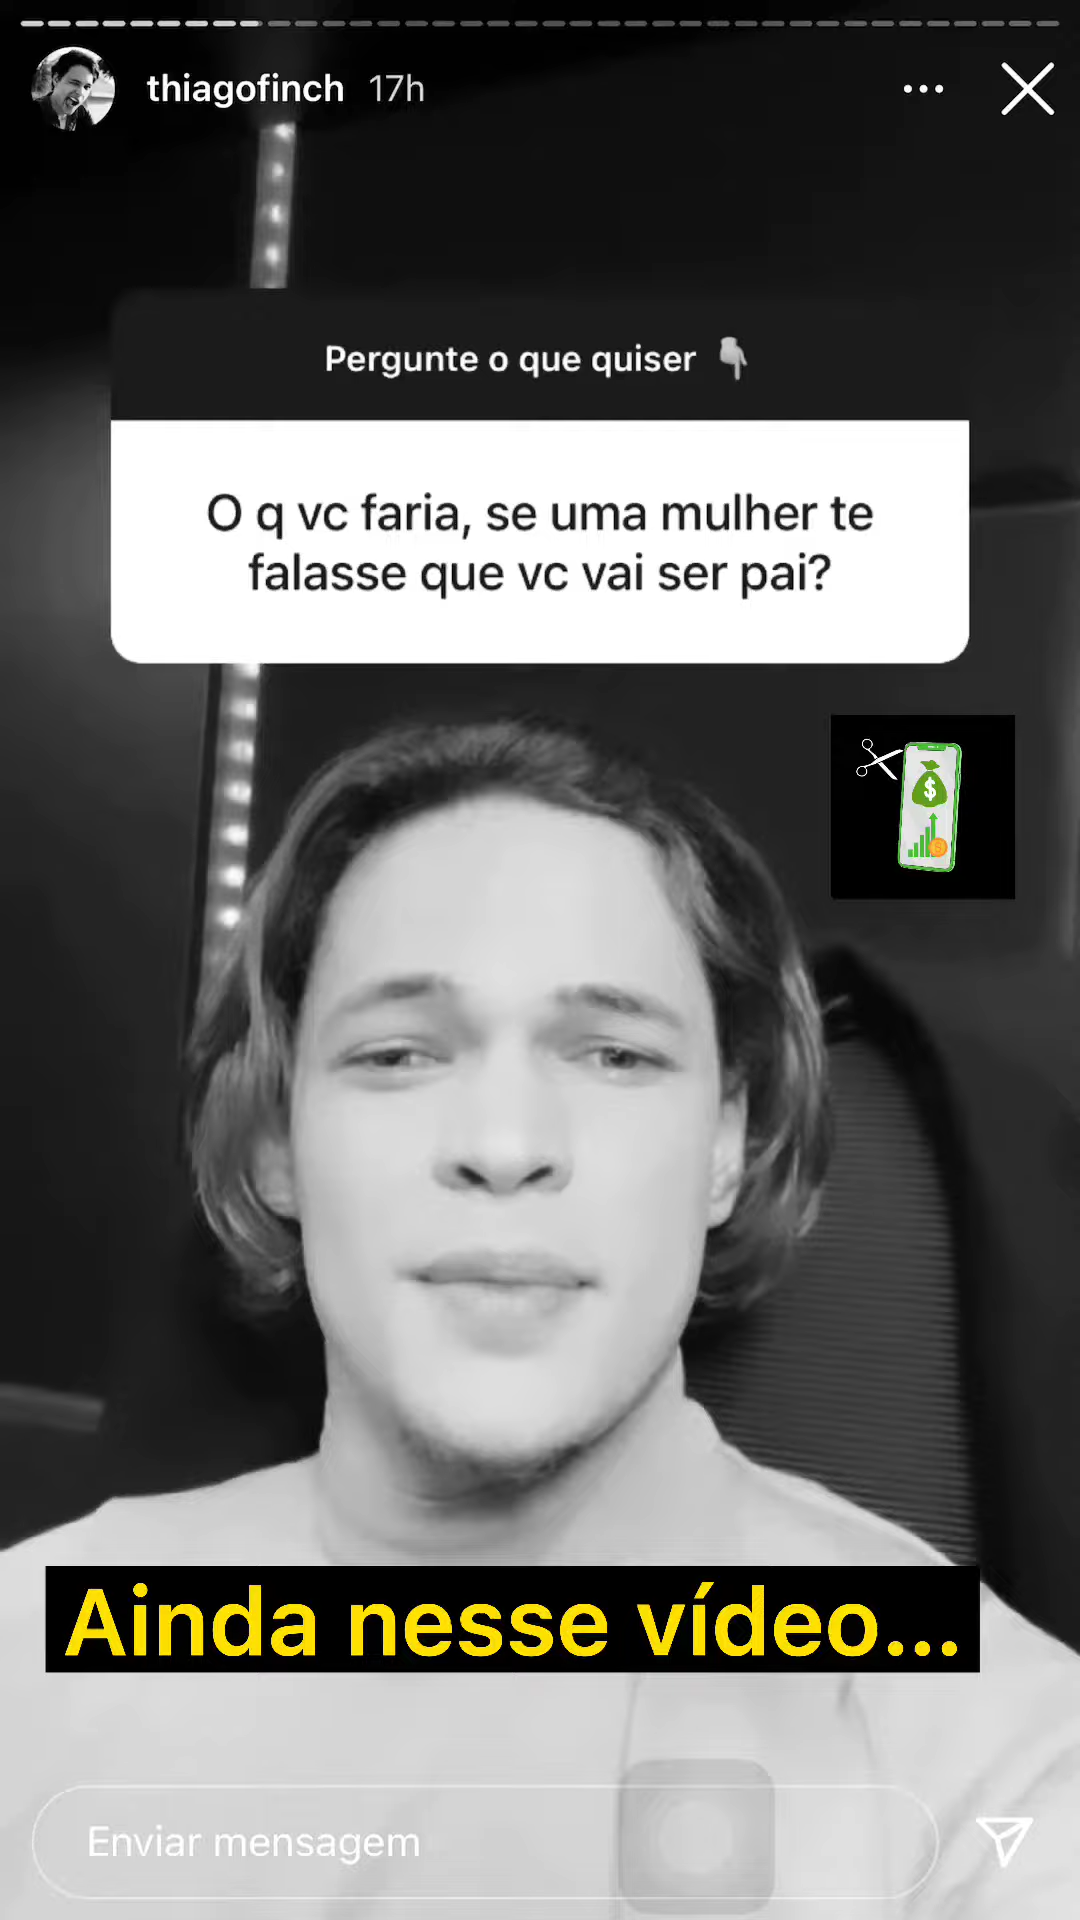 thiagofinch 17h
Pergunte o que quiser 👇
O q vc faria, se uma mulher te
falasse que vc vai ser pai?
$
Ainda nesse vídeo...
Enviar mensagem